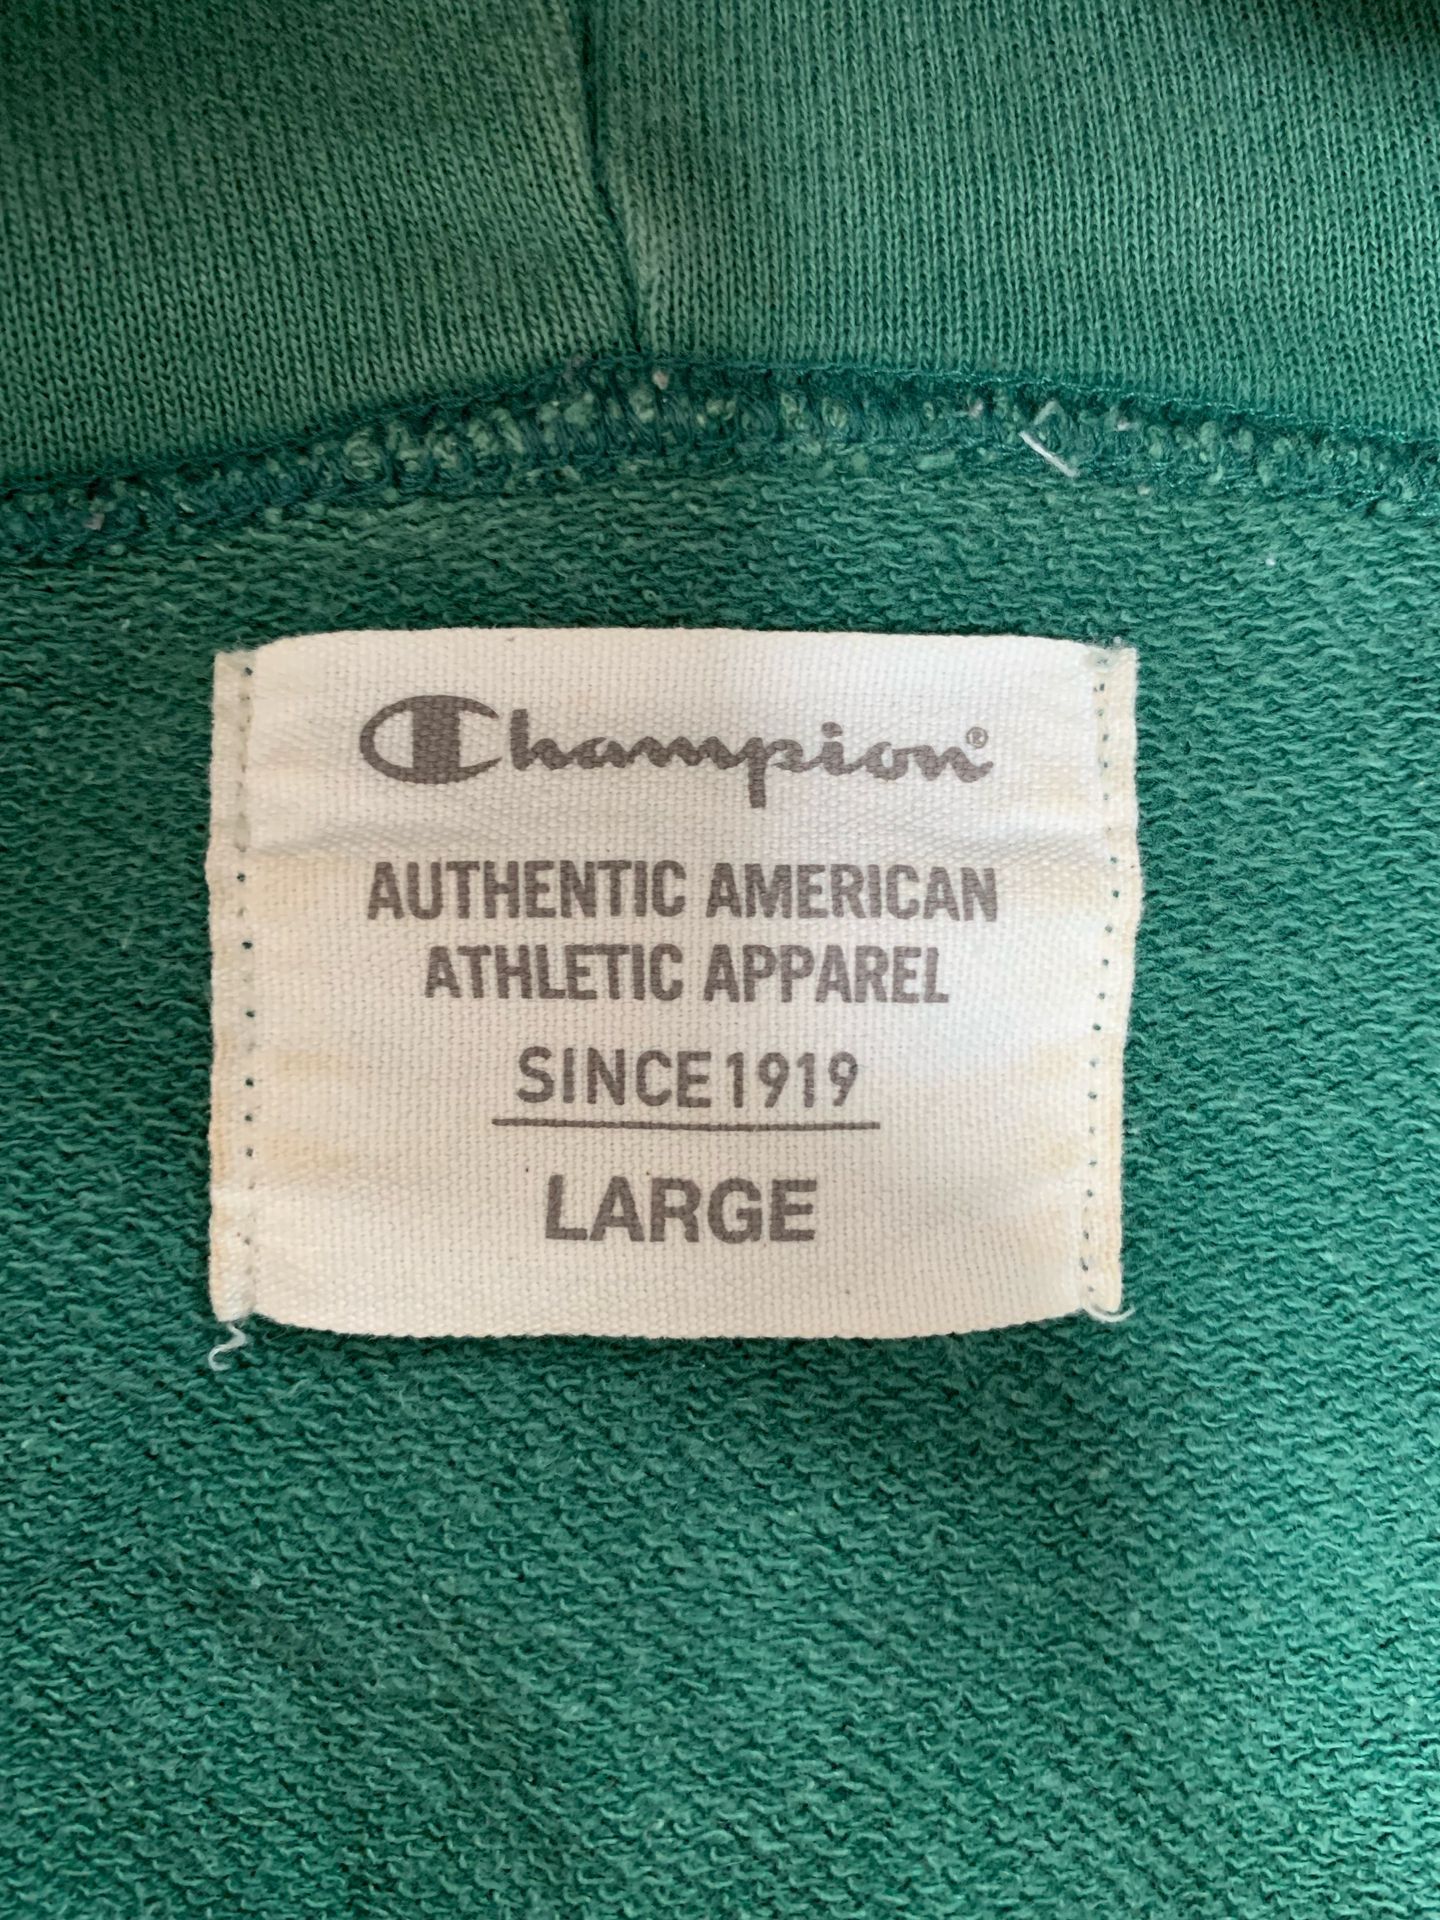 Champion®
AUTHENTIC AMERICAN
ATHLETIC APPAREL
SINCE 1919
LARGE